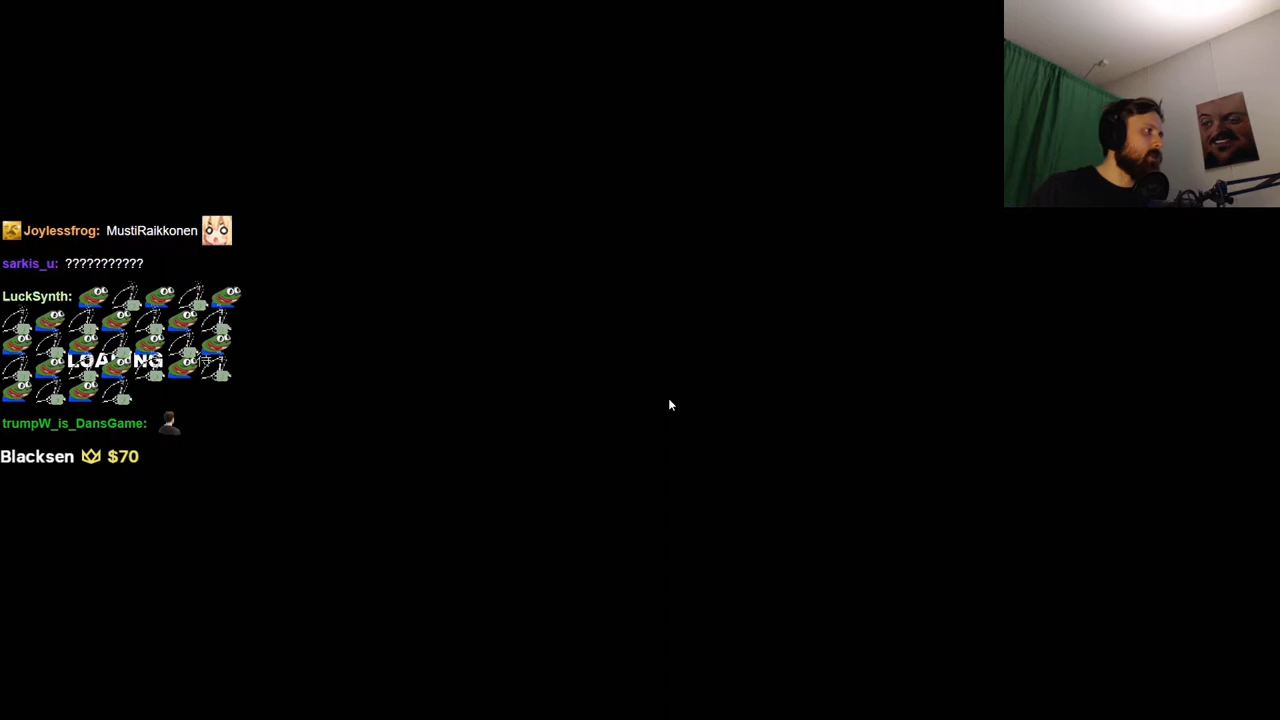 Joylessfrog: MustiRaikkonen
sarkis_u: ???????????
LuckSynth:
LOADING
trumpW_is_DansGame:
Blacksen $70